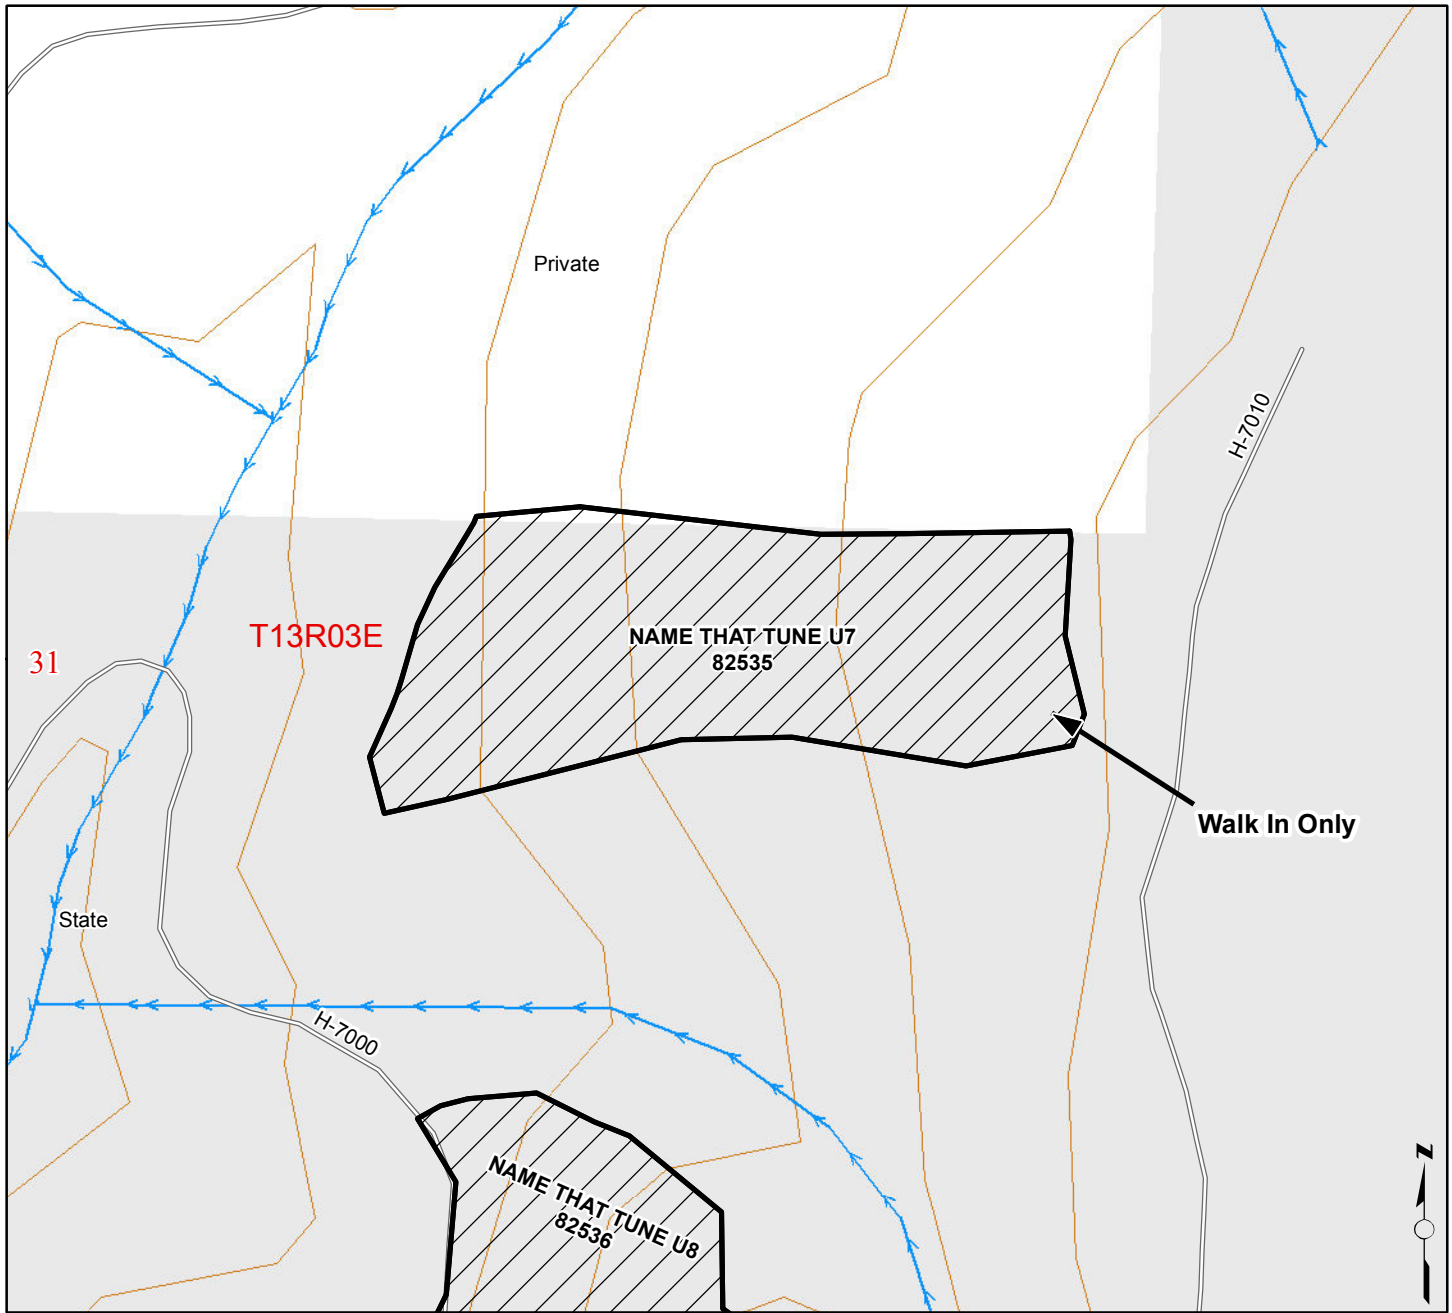 Private
H-7010
T13R03E
31
NAME THAT TUNE U7
82535
Walk In Only
State
H-7000
NAME THAT TUNE U8
82536
N